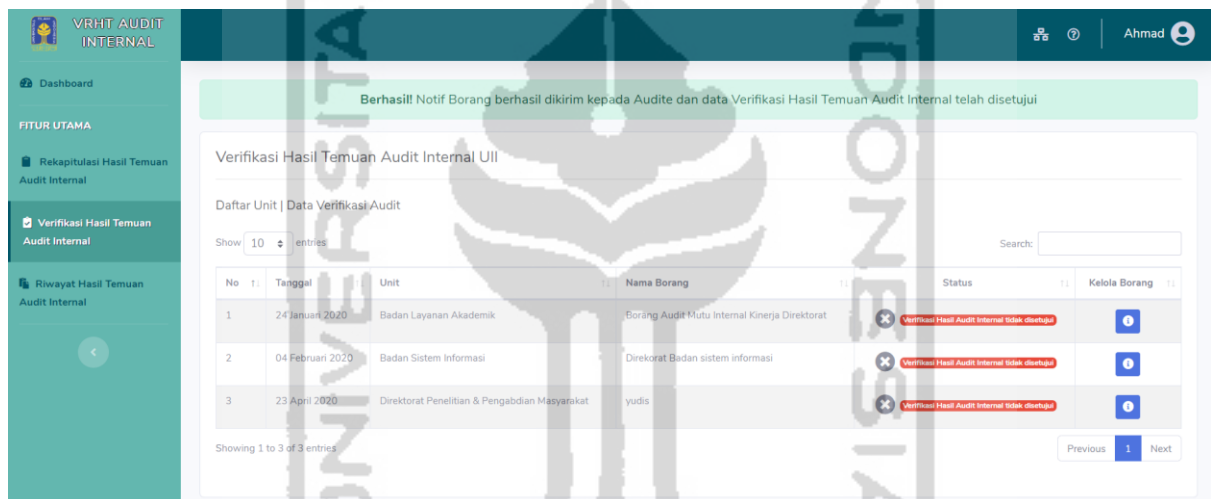 VRHT AUDIT
INTERNAL
Ahmad
Dashboard
FITUR UTAMA
Rekapitulasi Hasil Temuan
Audit Internal
Verifikasi Hasil Temuan
Audit Internal
Riwayat Hasil Temuan
Audit Internal
Berhasil! Notif Borang berhasil dikirim kepada Audite dan data Verifikasi Hasil Temuan Audit Internal telah disetujui
Verifikasi Hasil Temuan Audit Internal UII
Daftar Unit | Data Verifikasi Audit
Show 10 entries Search:
No Tanggal Unit Nama Borang Status Kelola Borang
1 24 Januari 2020 Badan Layanan Akademik Borang Audit Mutu Internal Kinerja Direktorat Verifikasi Hasil Audit Internal tidak disetujui
2 04 Februari 2020 Badan Sistem Informasi Direkorat Badan sistem informasi Verifikasi Hasil Audit Internal tidak disetujui
3 23 April 2020 Direktorat Penelitian & Pengabdian Masyarakat yudis Verifikasi Hasil Audit Internal tidak disetujui
Showing 1 to 3 of 3 entries Previous 1 Next